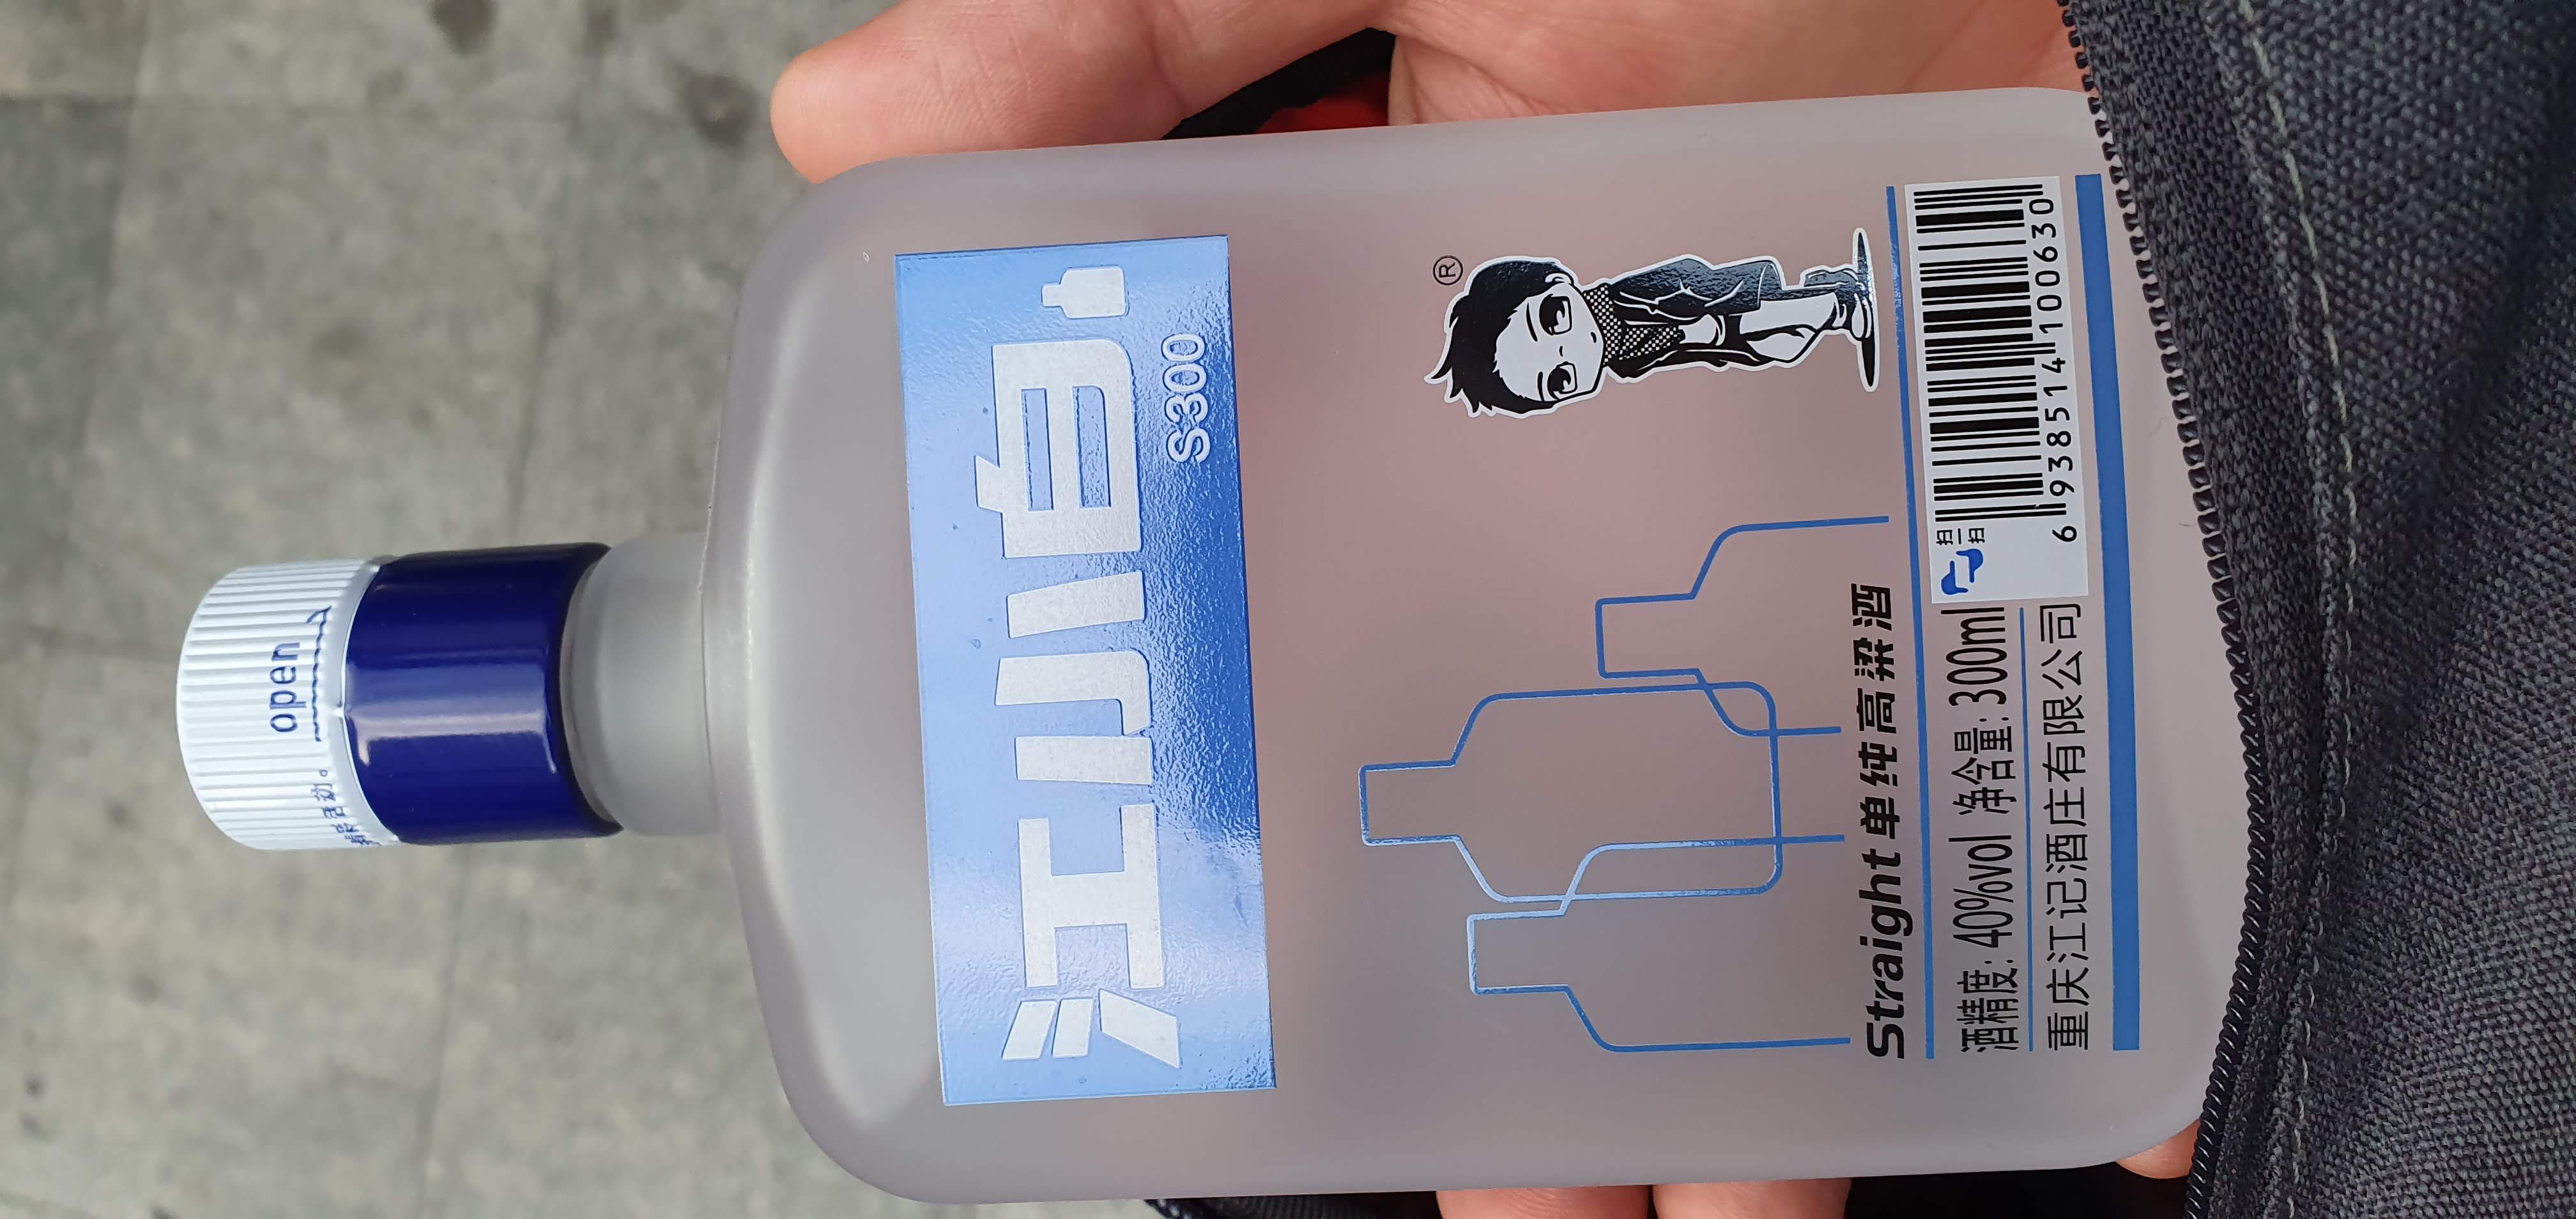 open
江小白
S300
®
Straight 单纯高粱酒
酒精度: 40%vol 净含量: 300ml
扫一扫
重庆江记酒庄有限公司
6 938514 100630